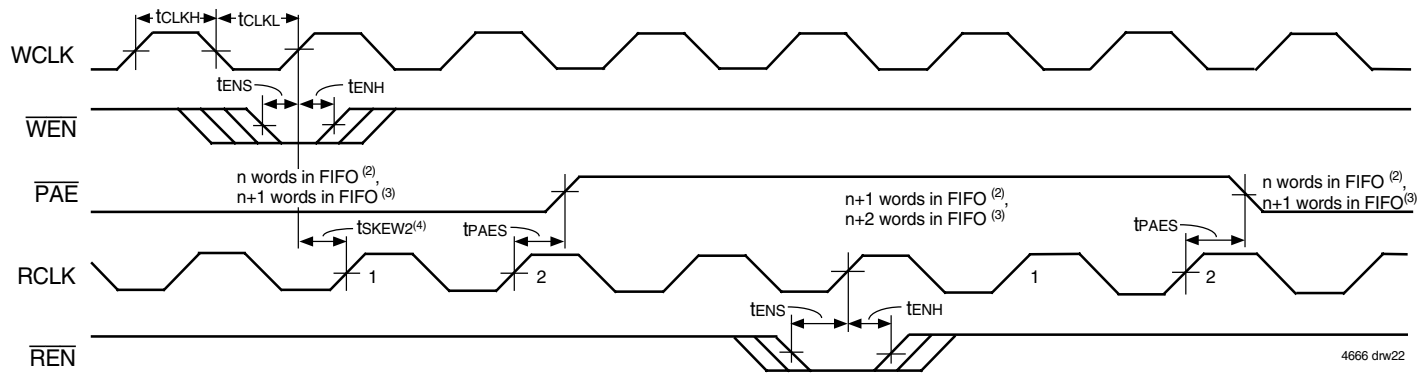 tCLKH tCLKL
WCLK
tENS tENH
WEN
n words in FIFO (2),
n+1 words in FIFO (3)
PAE
n+1 words in FIFO (2),
n+2 words in FIFO (3)
n words in FIFO (2),
n+1 words in FIFO(3)
tSKEW2(4) tPAES tPAES
RCLK 1 2 1 2
tENS tENH
REN
4666 drw22